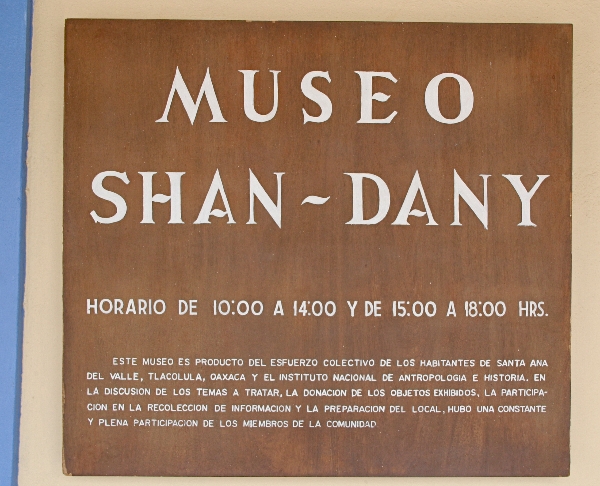 MUSEO
SHAN-DANY
HORARIO DE 10:00 A 14:00 Y DE 15:00 A 18:00 HRS.
ESTE MUSEO ES PRODUCTO DEL ESFUERZO COLECTIVO DE LOS HABITANTES DE SANTA ANA
DEL VALLE, TLACOLULA, OAXACA Y EL INSTITUTO NACIONAL DE ANTROPOLOGIA E HISTORIA. EN
LA DISCUSION DE LOS TEMAS A TRATAR, LA DONACION DE LOS OBJETOS EXHIBIDOS, LA PARTICIPA-
CION EN LA RECOLECCION DE INFORMACION Y LA PREPARACION DEL LOCAL, HUBO UNA CONSTANTE
Y PLENA PARTICIPACION DE LOS MIEMBROS DE LA COMUNIDAD